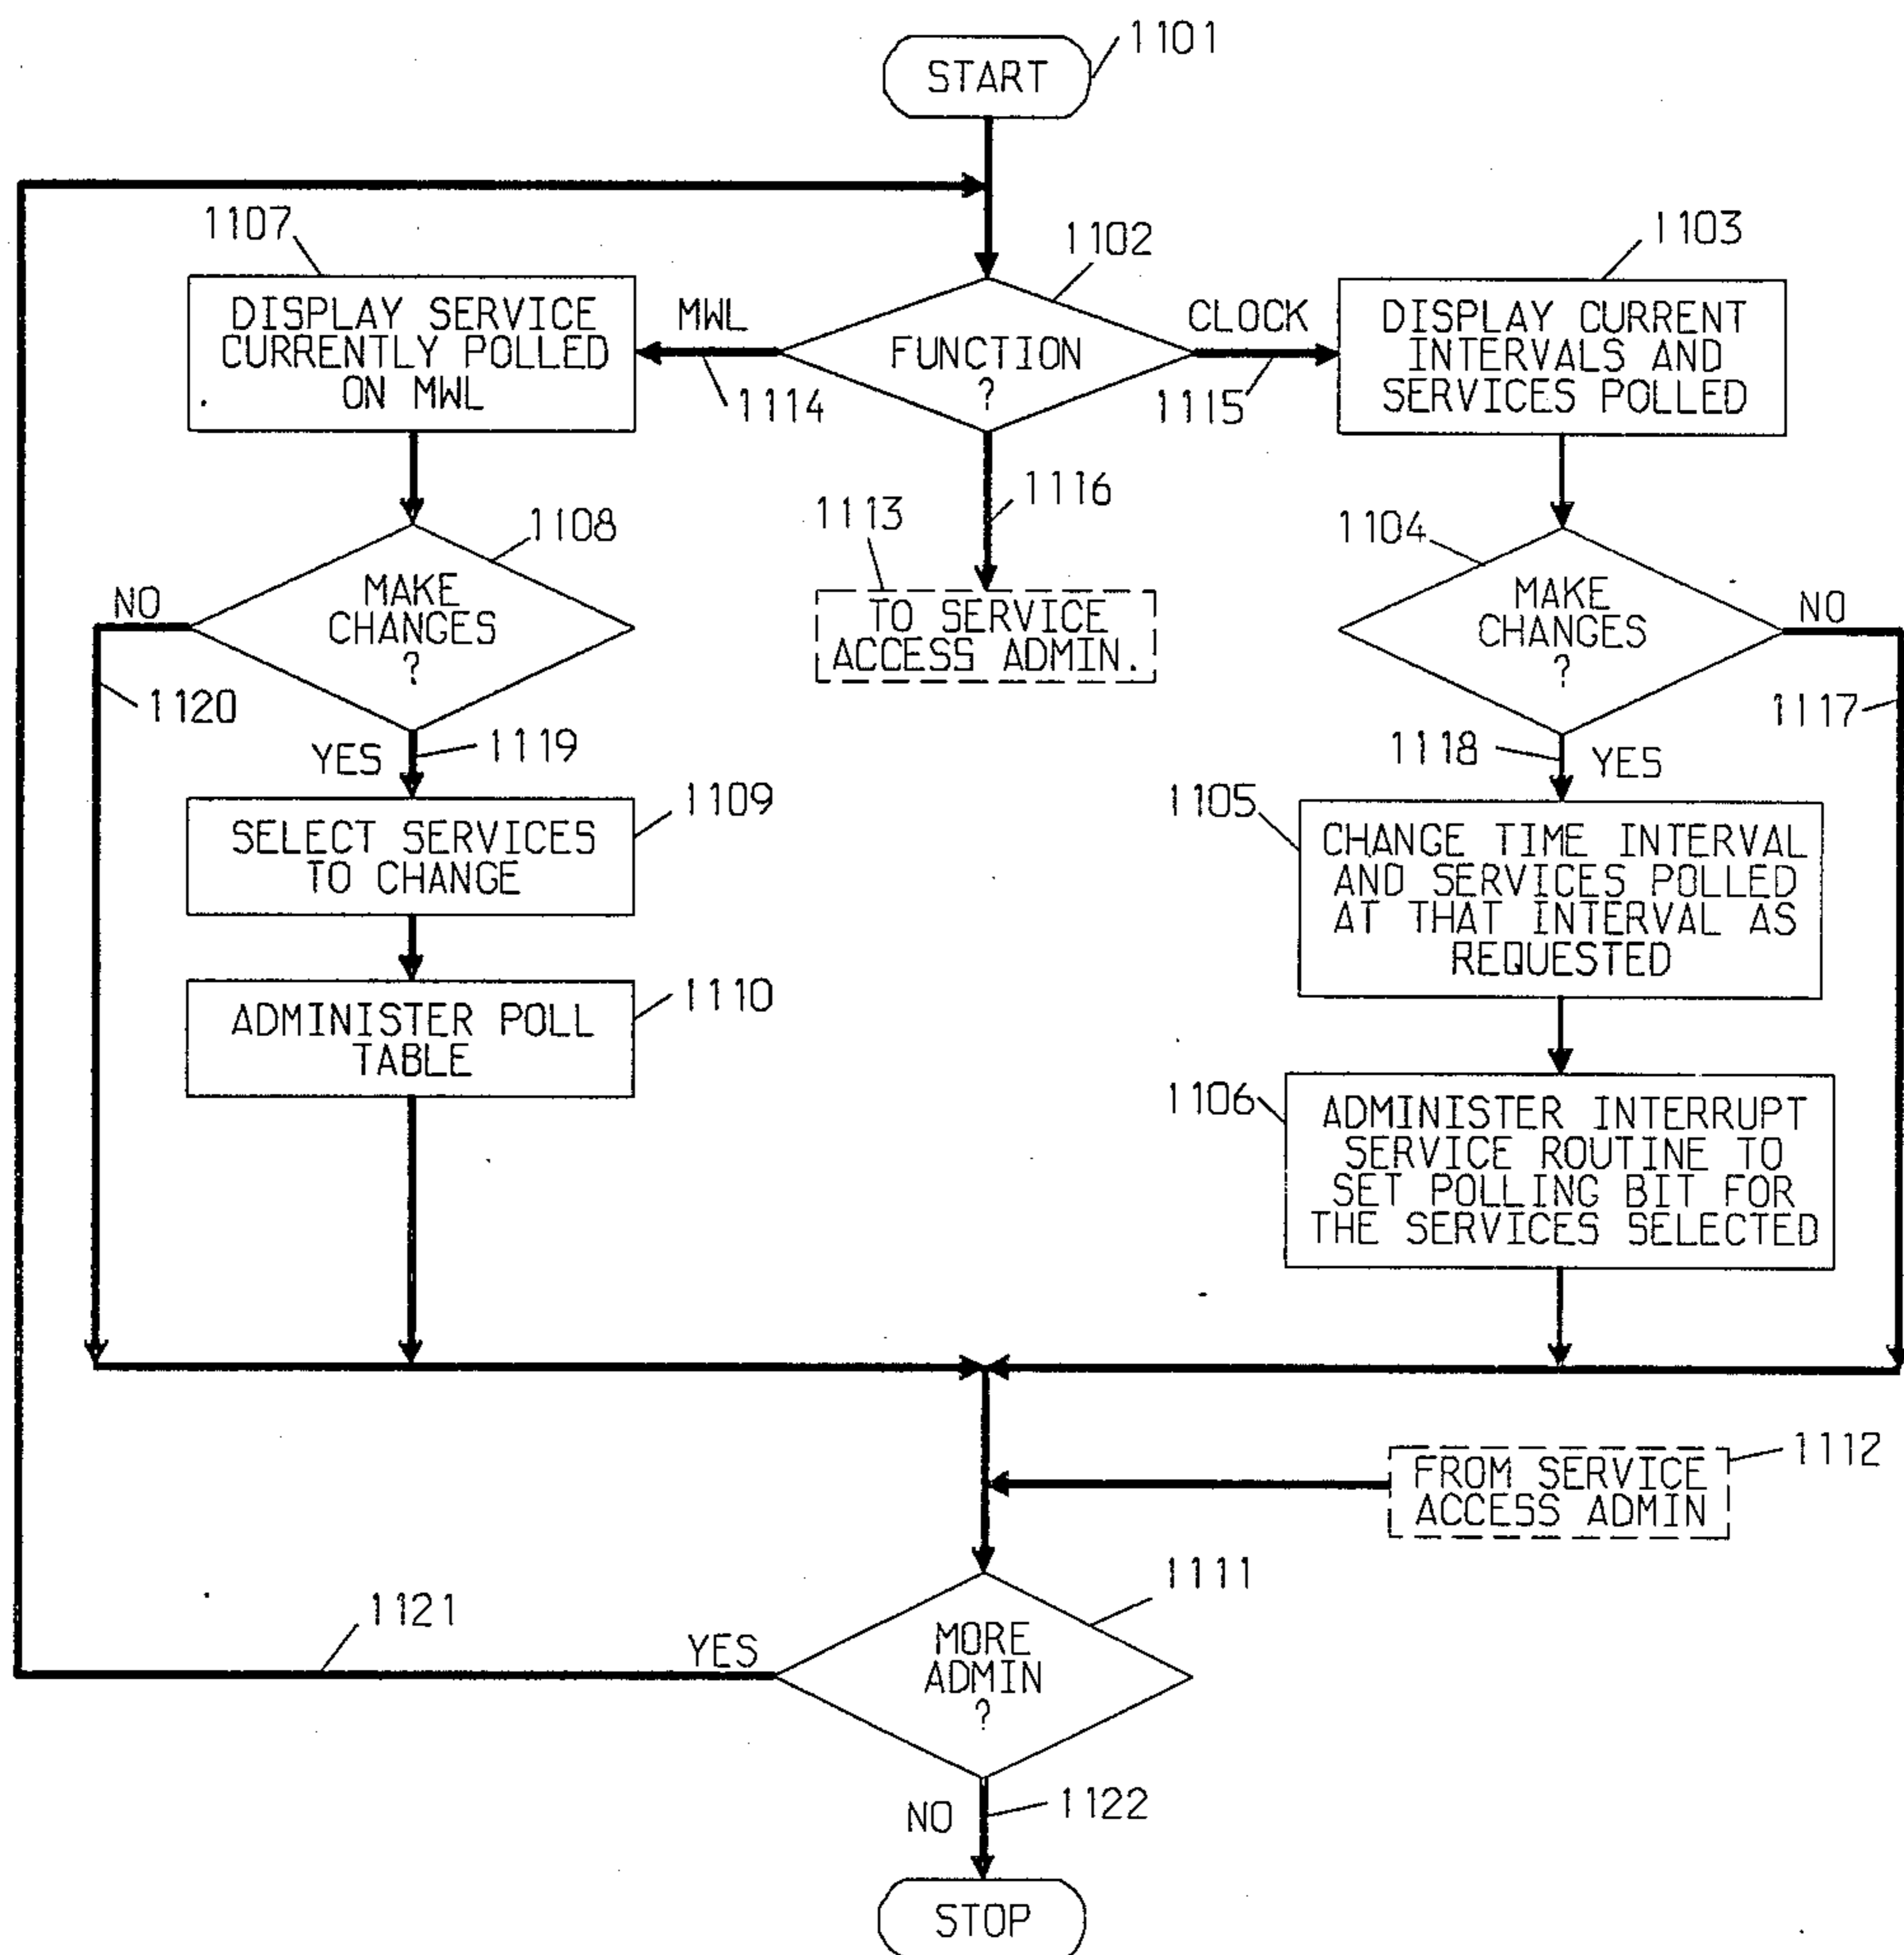 1101
START
1107
1102
1103
DISPLAY SERVICE
CURRENTLY POLLED
ON MWL
MWL
1114
FUNCTION
?
CLOCK
1115
DISPLAY CURRENT
INTERVALS AND
SERVICES POLLED
1116
1113
TO SERVICE
ACCESS ADMIN.
1108
MAKE
CHANGES
?
NO
1120
YES
1119
1104
MAKE
CHANGES
?
NO
1117
1118
YES
1109
SELECT SERVICES
TO CHANGE
1105
CHANGE TIME INTERVAL
AND SERVICES POLLED
AT THAT INTERVAL AS
REQUESTED
1110
ADMINISTER POLL
TABLE
1106
ADMINISTER INTERRUPT
SERVICE ROUTINE TO
SET POLLING BIT FOR
THE SERVICES SELECTED
1112
FROM SERVICE
ACCESS ADMIN
1111
MORE
ADMIN
?
YES
1121
NO
1122
STOP